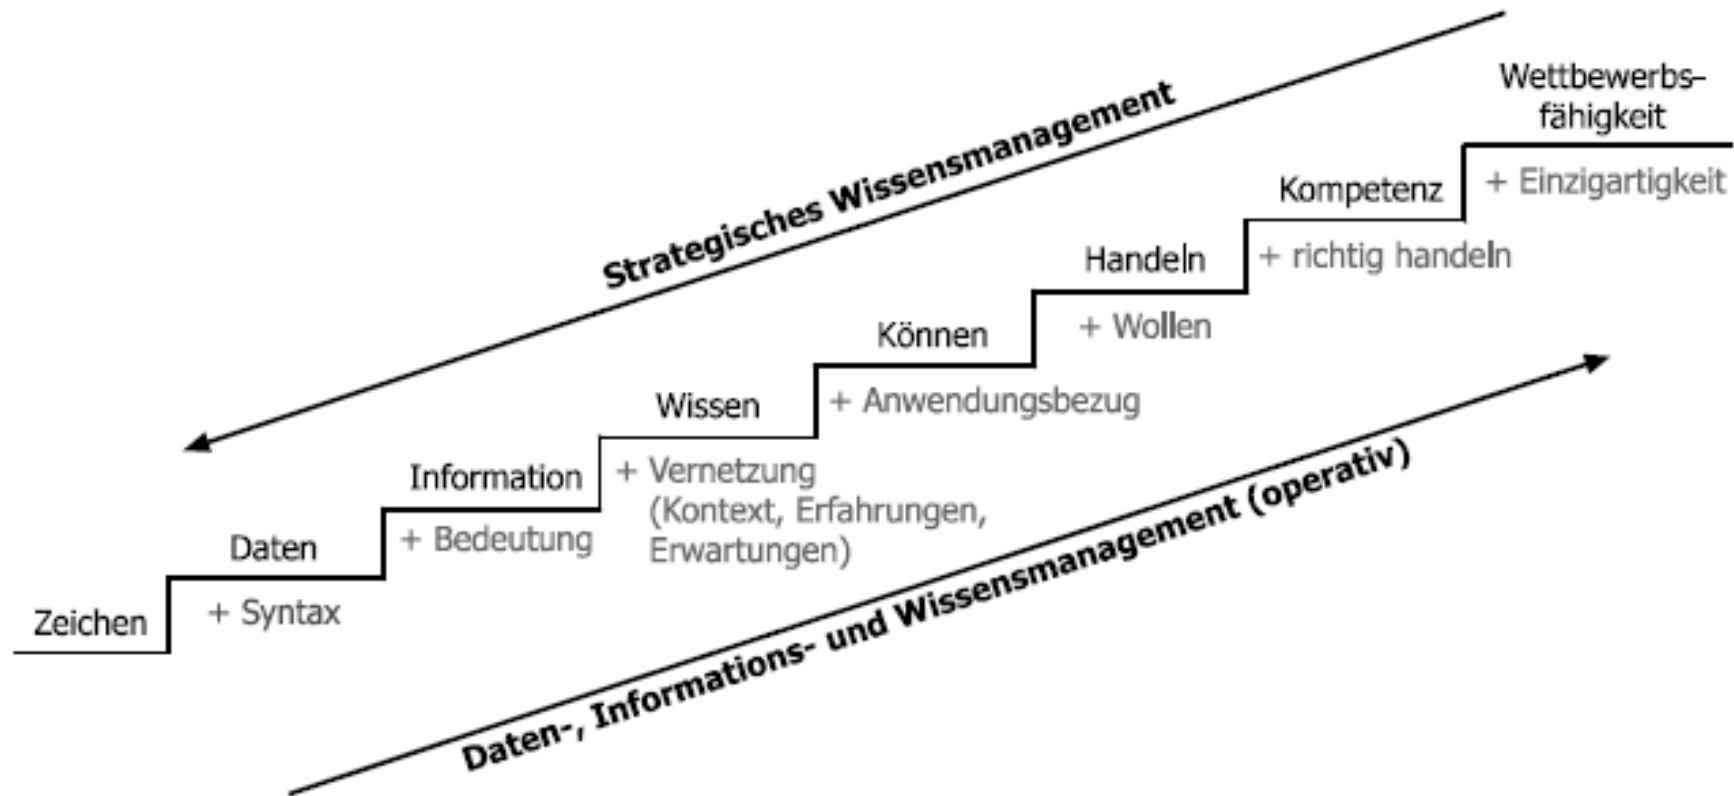 Strategisches Wissensmanagement
Wettbewerbs-
fähigkeit
+ Einzigartigkeit
Kompetenz
+ richtig handeln
Handeln
+ Wollen
Können
+ Anwendungsbezug
Wissen
+ Vernetzung
(Kontext, Erfahrungen,
Erwartungen)
Information
+ Bedeutung
Daten
+ Syntax
Zeichen
Daten-, Informations- und Wissensmanagement (operativ)